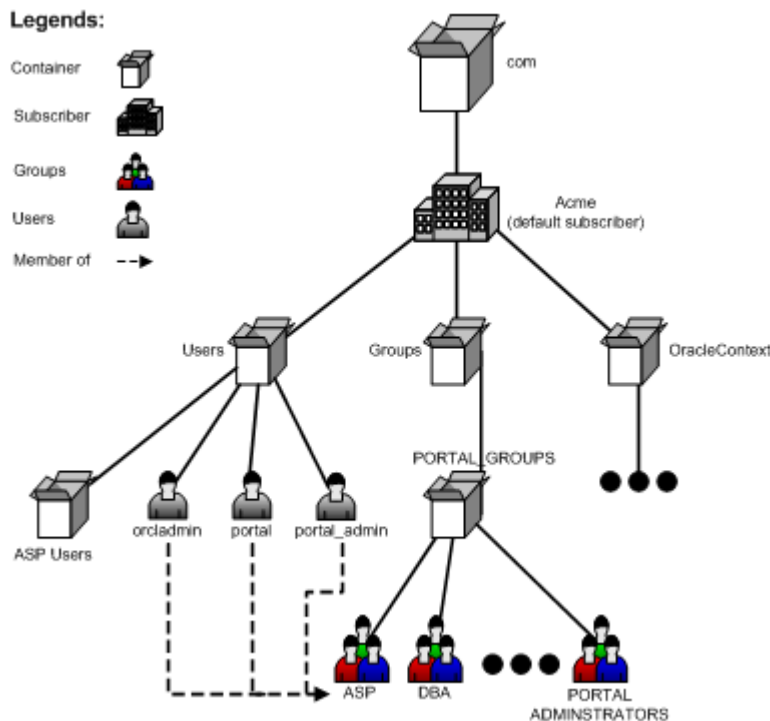 Legends:
Container
Subscriber
Groups
Users
Member of
com
Acme
(default subscriber)
Users
Groups
OracleContext
PORTAL_GROUPS
ASP Users
orcladmin
portal
portal_admin
ASP
DBA
PORTAL
ADMINSTRATORS